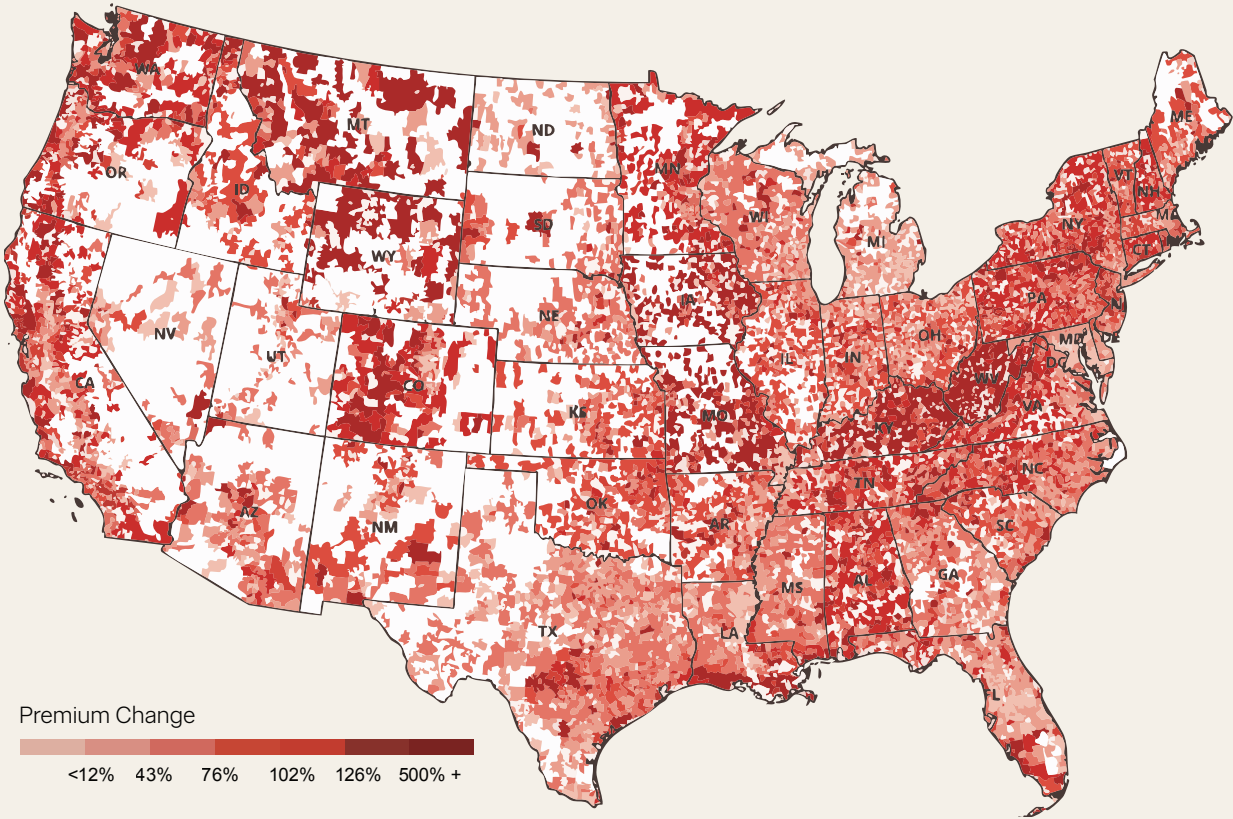 WA
MT
ND
MN
ME
OR
ID
SD
WI
VT
NH
NY
MA
MI
CT
WY
NV
NE
IA
PA
NJ
UT
IL
IN
OH
MD
DE
DC
CA
CO
KS
MO
WV
KY
VA
AZ
NM
OK
AR
TN
NC
SC
MS
AL
GA
TX
LA
FL
Premium Change
<12% 43% 76% 102% 126% 500% +